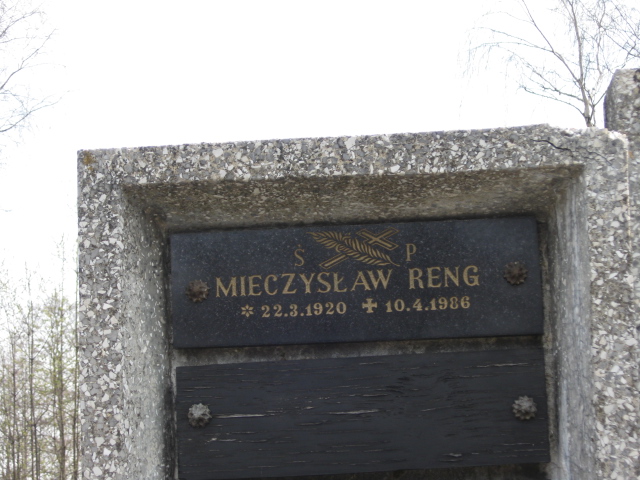 Ś P
MIECZYSŁAW RENG
* 22.3.1920 ✝ 10.4.1986